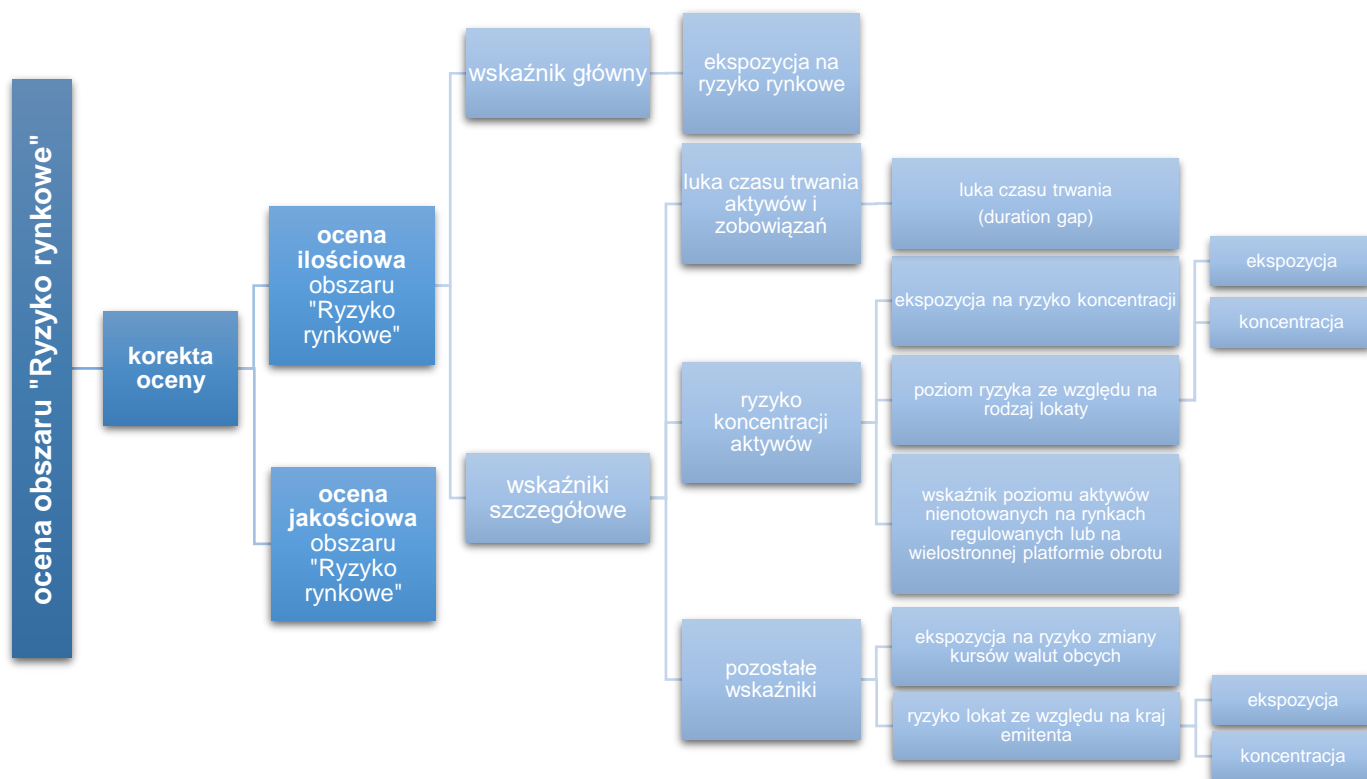 ocena obszaru "Ryzyko rynkowe"
korekta
oceny
ocena
ilościowa
obszaru
"Ryzyko
rynkowe"
ocena
jakościowa
obszaru
"Ryzyko
rynkowe"
wskaźnik główny
ekspozycja na
ryzyko rynkowe
wskaźniki
szczegółowe
luka czasu trwania
aktywów i
zobowiązań
luka czasu trwania
(duration gap)
ryzyko
koncentracji
aktywów
ekspozycja na ryzyko koncentracji
poziom ryzyka ze względu na
rodzaj lokaty
ekspozycja
koncentracja
wskaźnik poziomu aktywów
nienotowanych na rynkach
regulowanych lub na
wielostronnej platformie obrotu
pozostałe
wskaźniki
ekspozycja na ryzyko zmiany
kursów walut obcych
ryzyko lokat ze względu na kraj
emitenta
ekspozycja
koncentracja